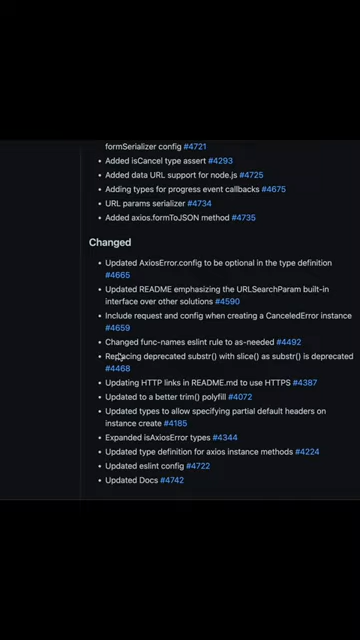 formSerializer config #4721
• Added isCancel type assert #4293
• Added data URL support for node.js #4725
• Adding types for progress event callbacks #4675
• URL params serializer #4734
• Added axios.formToJSON method #4735
Changed
• Updated AxiosError.config to be optional in the type definition
#4665
• Updated README emphasizing the URLSearchParam built-in
interface over other solutions #4590
• Include request and config when creating a CanceledError instance
#4659
• Changed func-names eslint rule to as-needed #4492
• Replacing deprecated substr() with slice() as substr() is deprecated
#4468
• Updating HTTP links in README.md to use HTTPS #4387
• Updated to a better trim() polyfill #4072
• Updated types to allow specifying partial default headers on
instance create #4185
• Expanded isAxiosError types #4344
• Updated type definition for axios instance methods #4224
• Updated eslint config #4722
• Updated Docs #4742